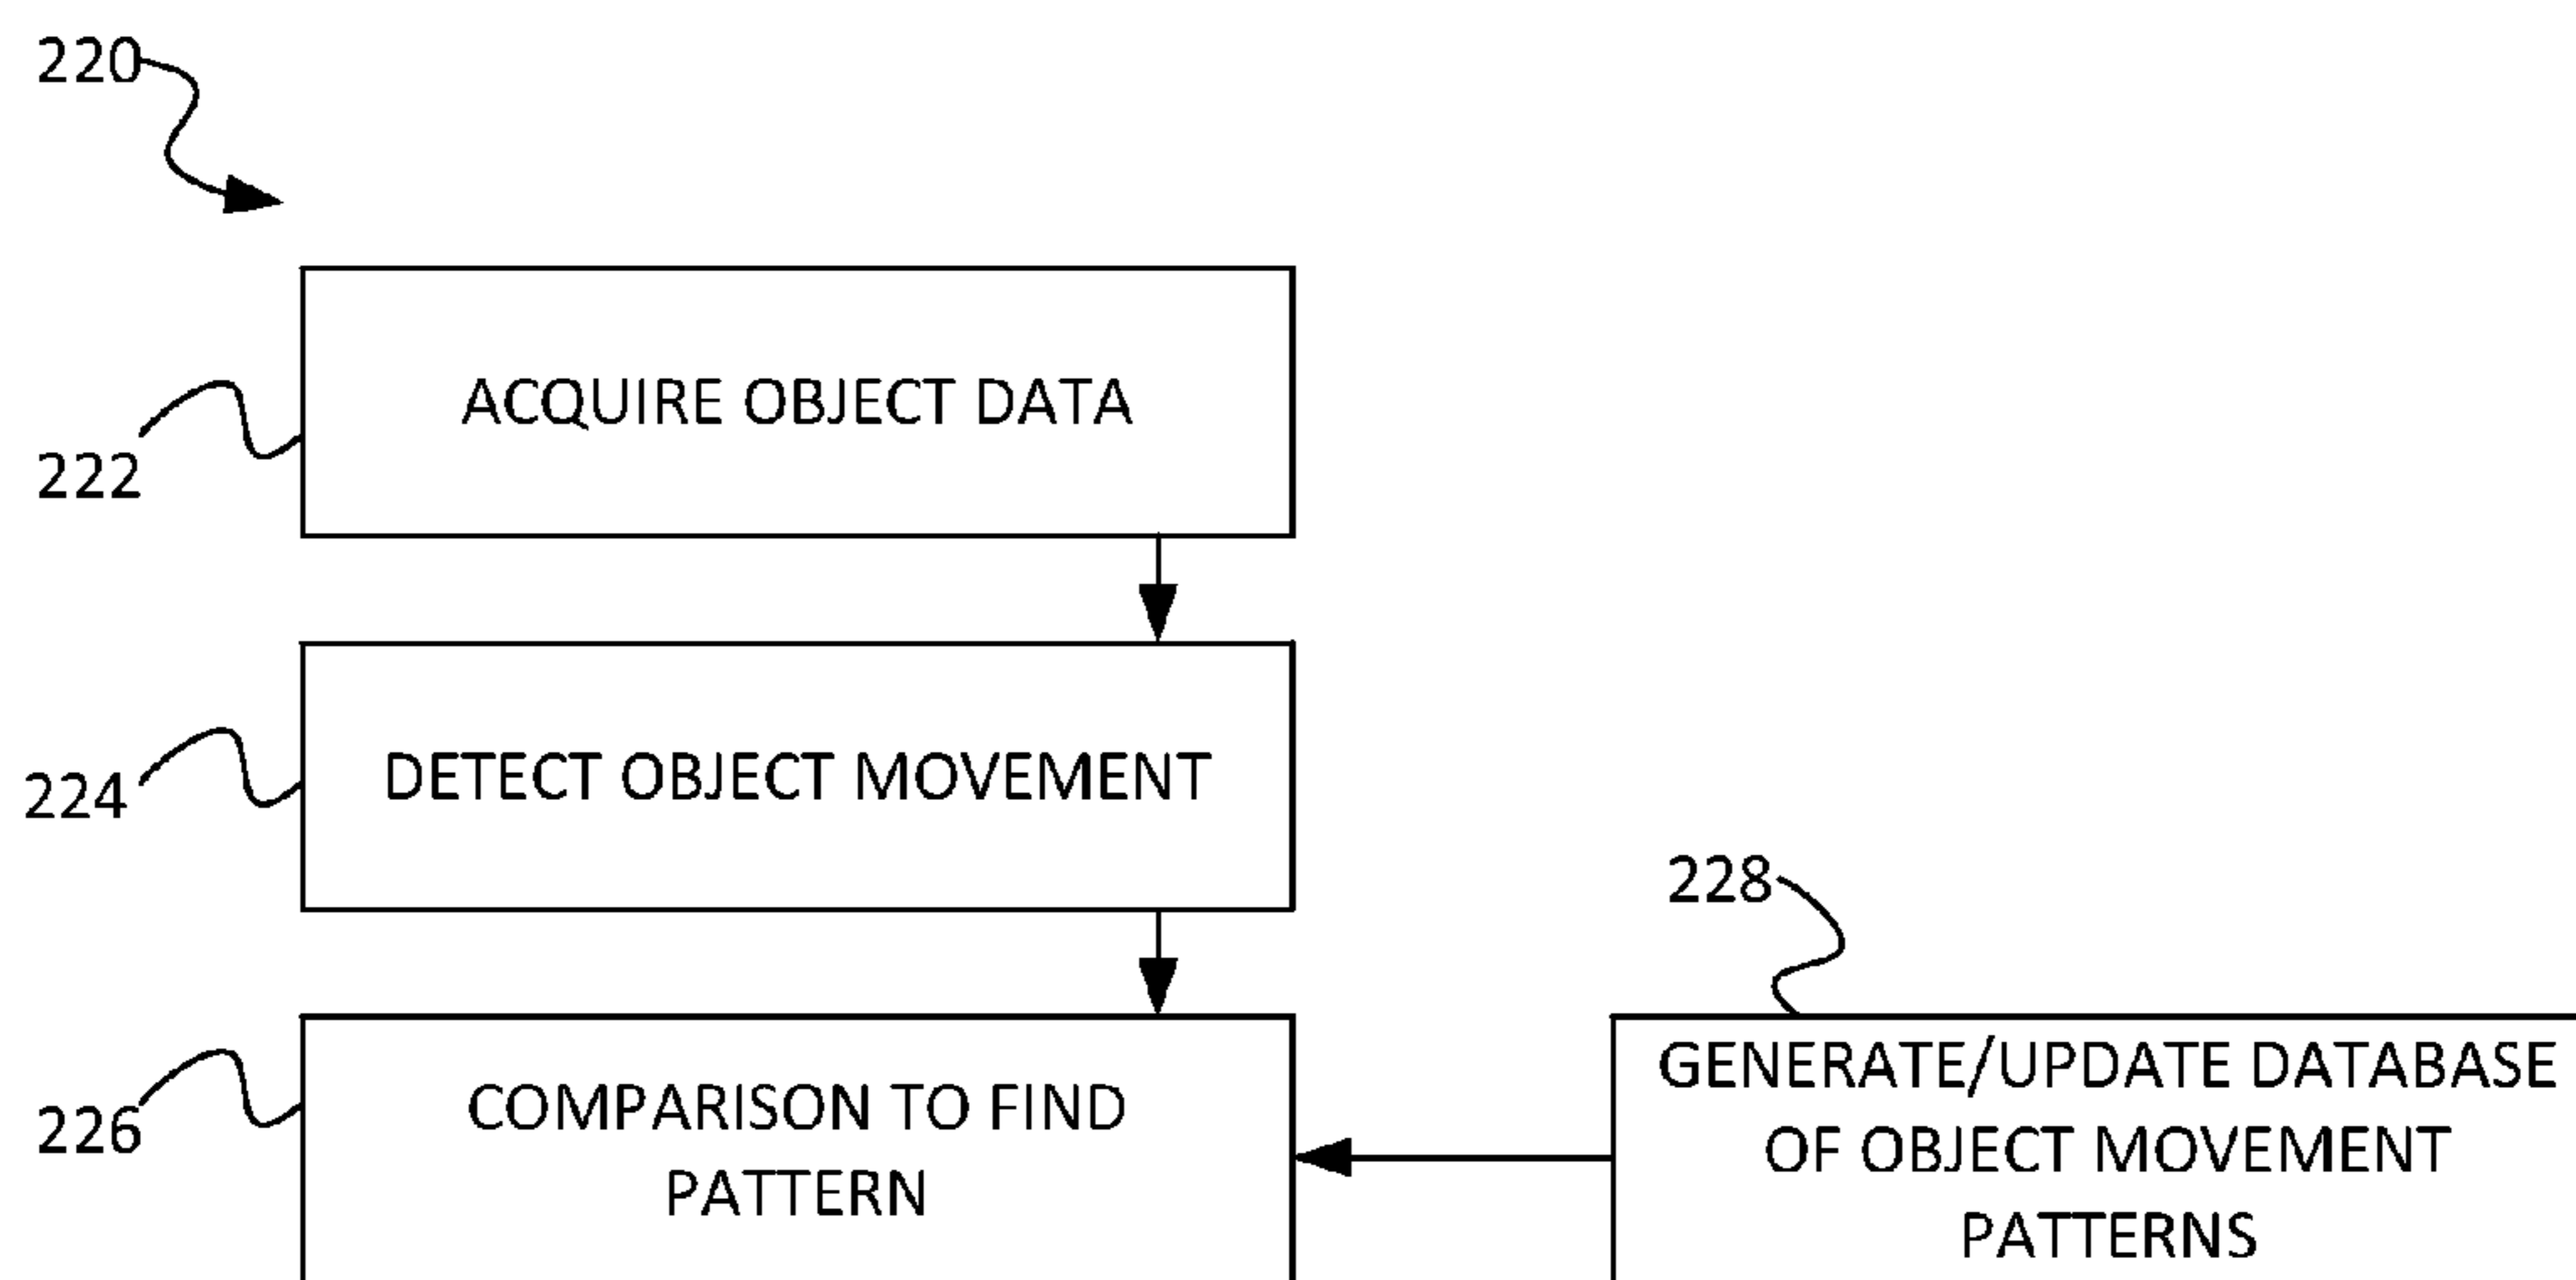 220
ACQUIRE OBJECT DATA
222
DETECT OBJECT MOVEMENT
224
228
COMPARISON TO FIND
PATTERN
226
GENERATE/UPDATE DATABASE
OF OBJECT MOVEMENT
PATTERNS